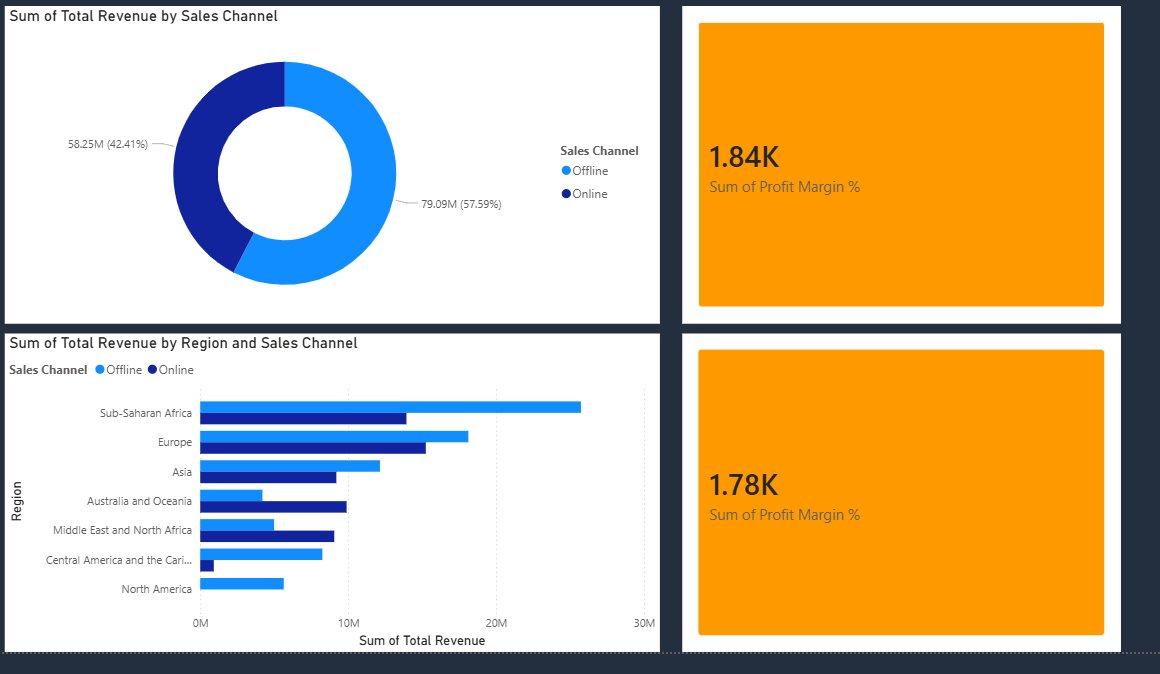 Sum of Total Revenue by Sales Channel
58.25M (42.41%)
79.09M (57.59%)
Sales Channel
Offline
Online
1.84K
Sum of Profit Margin %
Sum of Total Revenue by Region and Sales Channel
Sales Channel Offline Online
Region
Sub-Saharan Africa
Europe
Asia
Australia and Oceania
Middle East and North Africa
Central America and the Cari...
North America
0M 10M 20M 30M
Sum of Total Revenue
1.78K
Sum of Profit Margin %